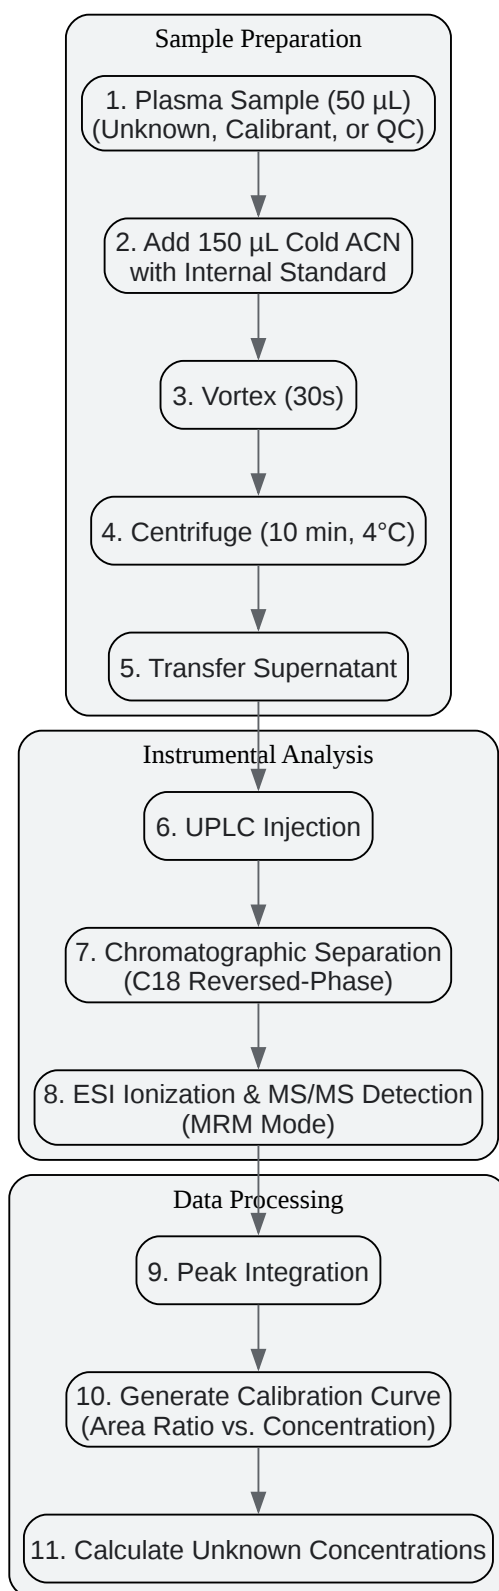 Sample Preparation
1. Plasma Sample (50 µL)
(Unknown, Calibrant, or QC)
2. Add 150 µL Cold ACN
with Internal Standard
3. Vortex (30s)
4. Centrifuge (10 min, 4°C)
5. Transfer Supernatant
Instrumental Analysis
6. UPLC Injection
7. Chromatographic Separation
(C18 Reversed-Phase)
8. ESI Ionization & MS/MS Detection
(MRM Mode)
Data Processing
9. Peak Integration
10. Generate Calibration Curve
(Area Ratio vs. Concentration)
11. Calculate Unknown Concentrations